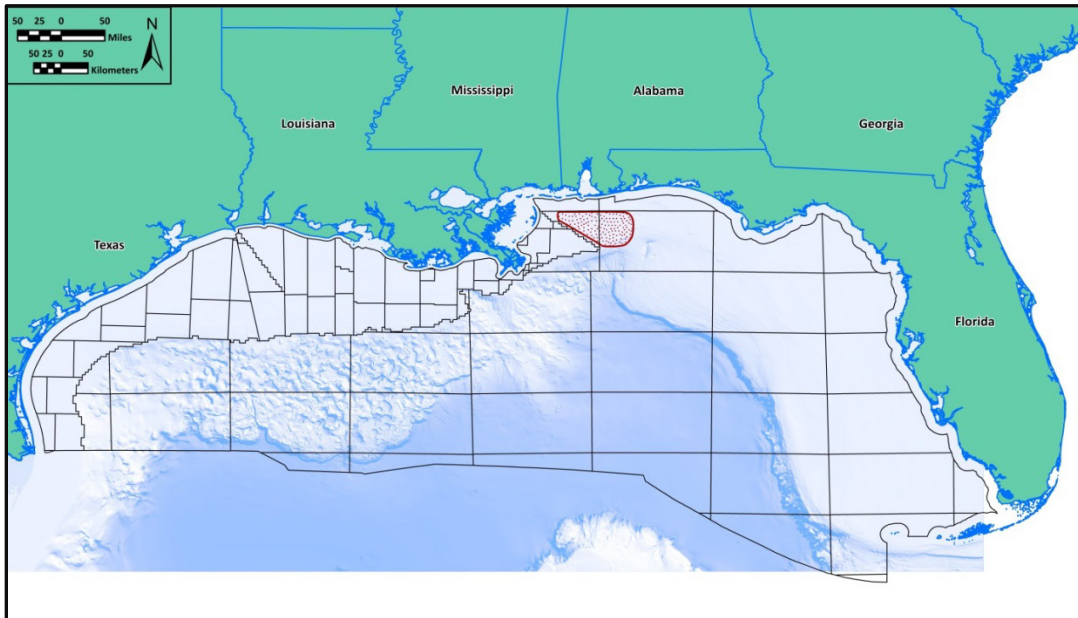 50 25 0 50
Miles
50 25 0 50
Kilometers
N
Mississippi
Alabama
Louisiana
Georgia
Texas
Florida